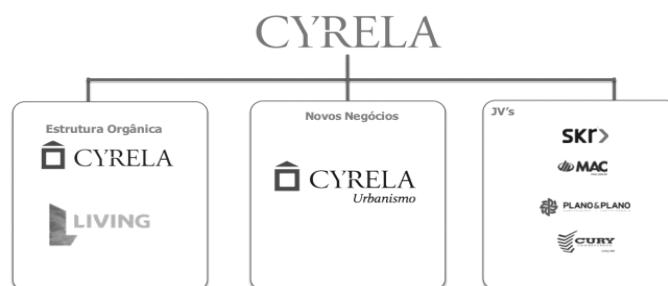 CYRELA
Estrutura Orgânica
CYRELA
LIVING
Novos Negócios
CYRELA
Urbanismo
JV's
SKr
MAC
PLANO&PLANO
CURY